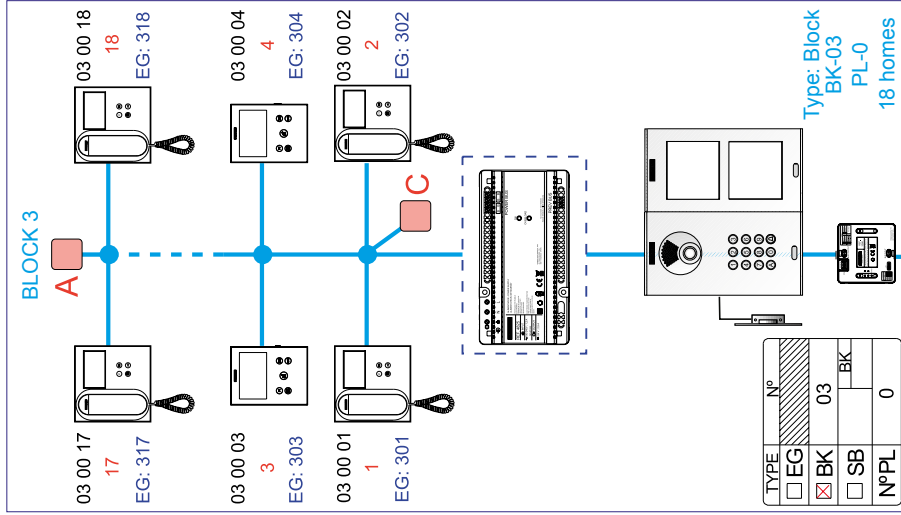 BLOCK 3
A
C
03 00 18
18
EG: 318
03 00 04
4
EG: 304
03 00 02
2
EG: 302
03 00 17
17
EG: 317
03 00 03
3
EG: 303
03 00 01
1
EG: 301
Type: Block
BK-03
PL-0
18 homes
TYPE Nº
EG
BK 03
SB BK
NºPL 0